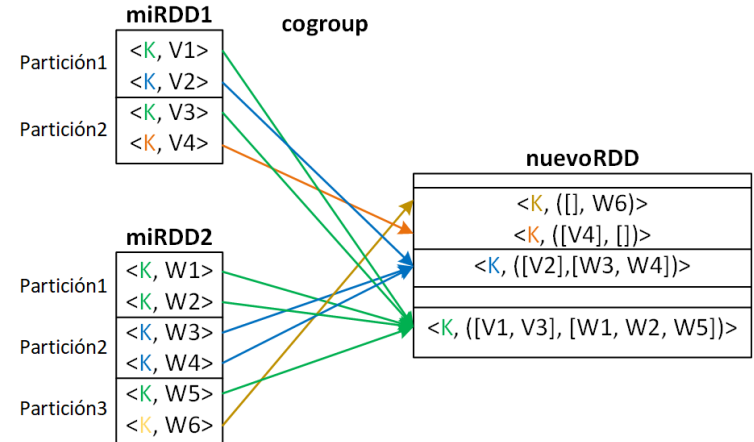 miRDD1
cogroup
Partición1
<K, V1>
<K, V2>
Partición2
<K, V3>
<K, V4>
nuevoRDD
<K, ([], W6)>
<K, ([V4], [])>
<K, ([V2],[W3, W4])>
<K, ([V1, V3], [W1, W2, W5])>
miRDD2
Partición1
<K, W1>
<K, W2>
Partición2
<K, W3>
<K, W4>
Partición3
<K, W5>
<K, W6>